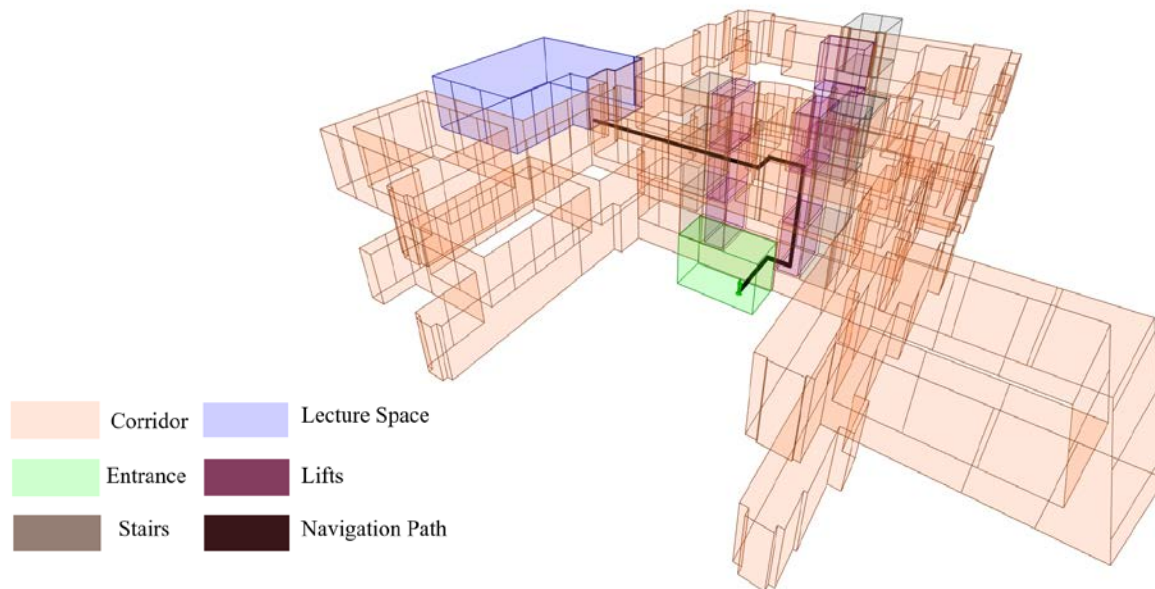 Corridor
Lecture Space
Entrance
Lifts
Stairs
Navigation Path